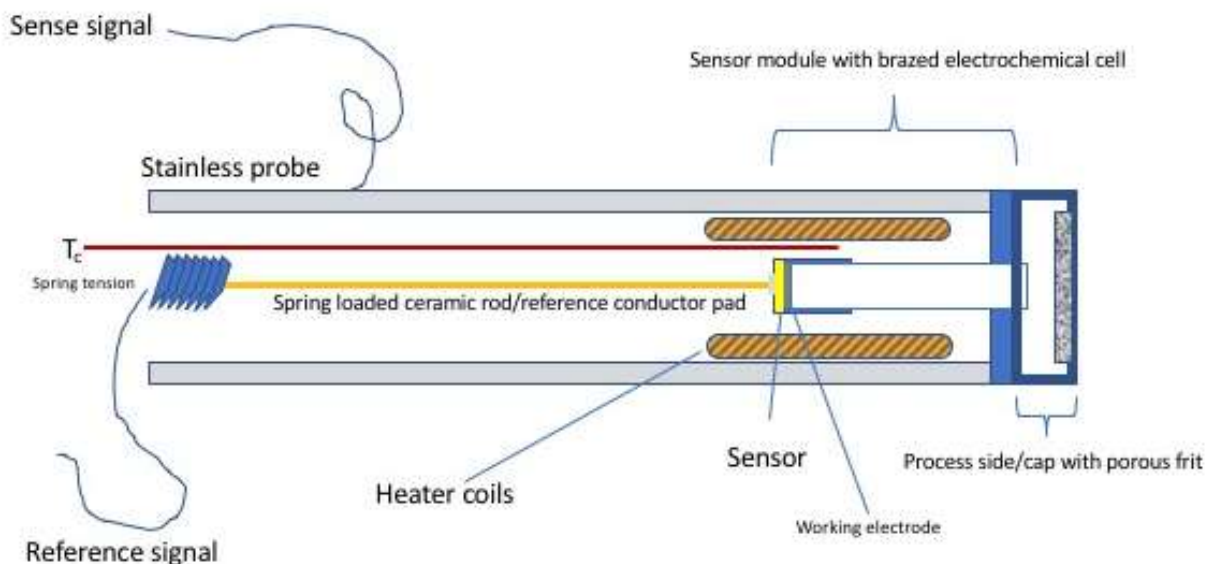 Sense signal
Sensor module with brazed electrochemical cell
Stainless probe
Tc
Spring tension
Spring loaded ceramic rod/reference conductor pad
Sensor
Process side/cap with porous frit
Heater coils
Working electrode
Reference signal